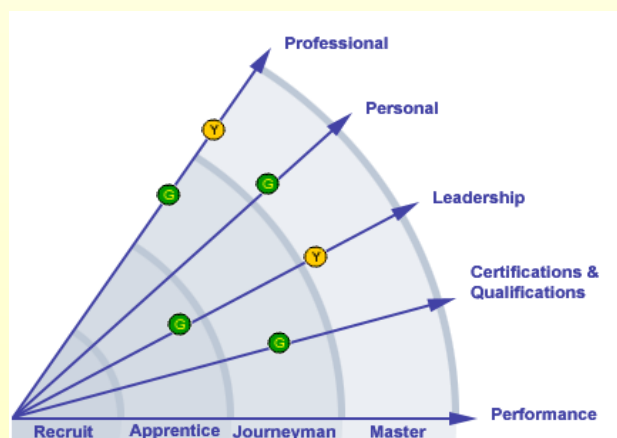 Professional
Y
Personal
G
G
Leadership
Y
Certifications &
Qualifications
G
G
Performance
Recruit Apprentice Journeyman Master